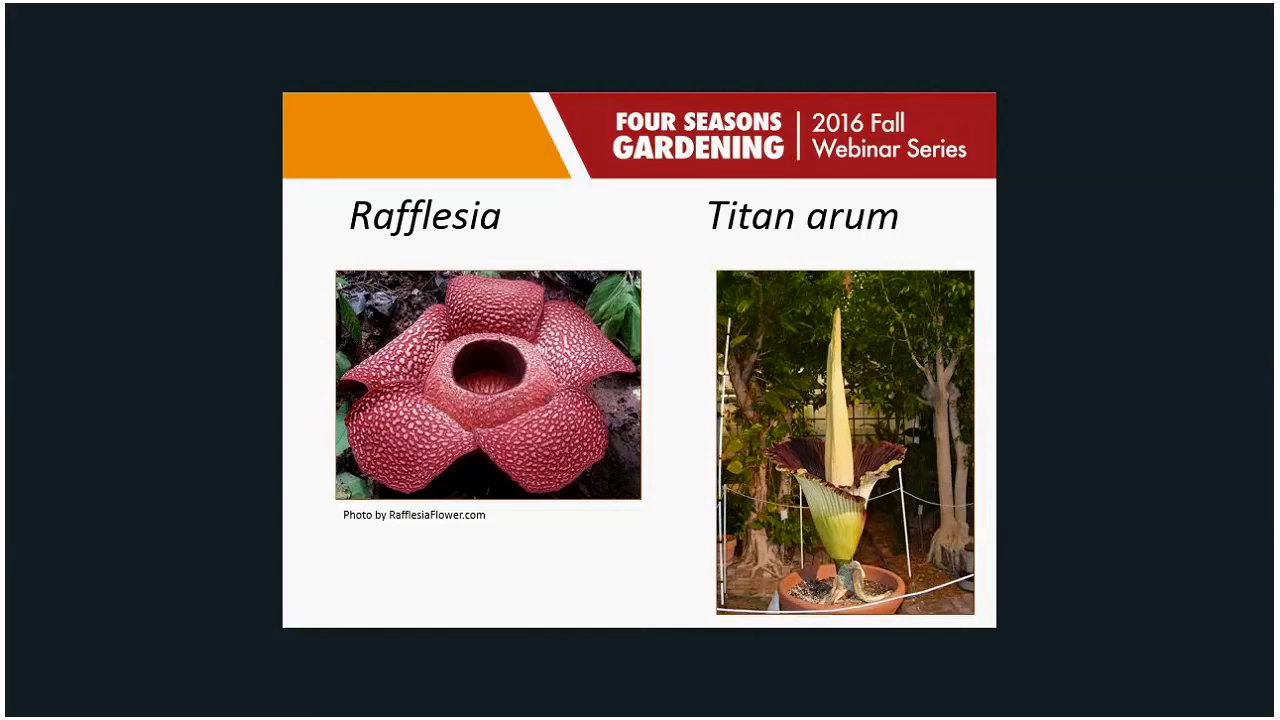 FOUR SEASONS
GARDENING
2016 Fall
Webinar Series
Rafflesia
Titan arum
Photo by RafflesiaFlower.com